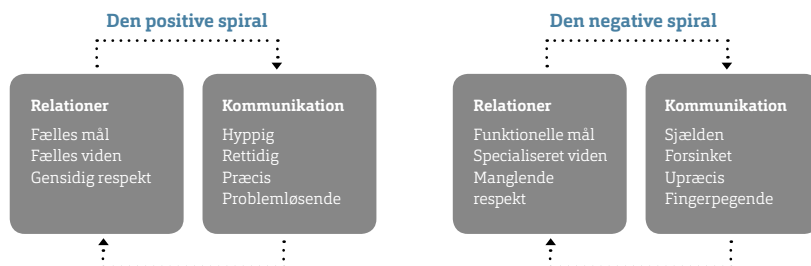 Den positive spiral
Relationer
Fælles mål
Fælles viden
Gensidig respekt
Kommunikation
Hyppig
Rettidig
Præcis
Problemløsende
Den negative spiral
Relationer
Funktionelle mål
Specialiseret viden
Manglende
respekt
Kommunikation
Sjælden
Forsinket
Upræcis
Fingerpegende